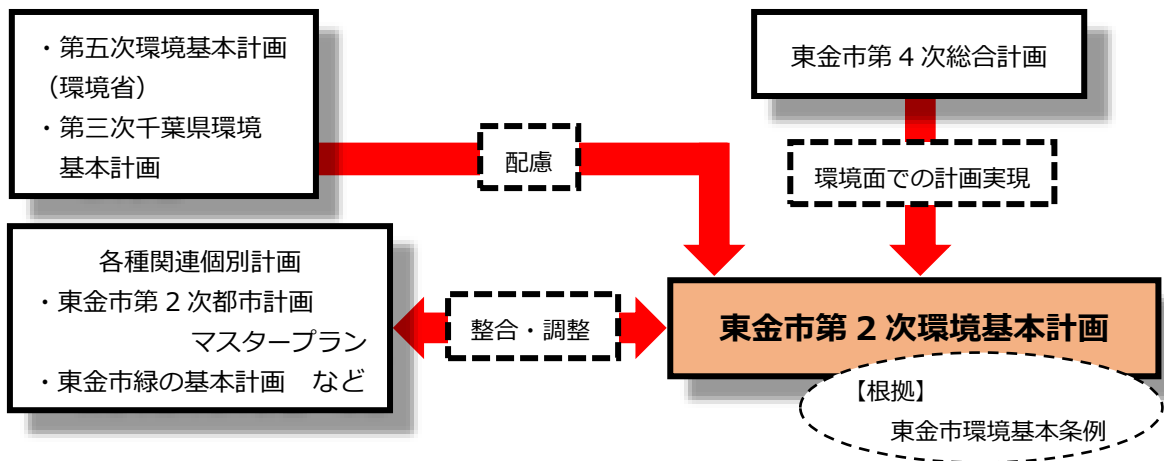 ・第五次環境基本計画
(環境省)
・第三次千葉県環境
基本計画
配慮
東金市第4次総合計画
環境面での計画実現
各種関連個別計画
・東金市第2次都市計画
マスタープラン
・東金市緑の基本計画 など
整合・調整
東金市第2次環境基本計画
【根拠】
東金市環境基本条例